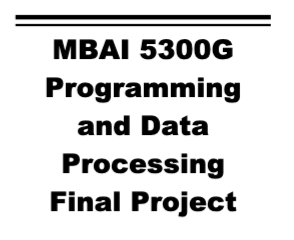 MBAI 5300G
Programming
and Data
Processing
Final Project